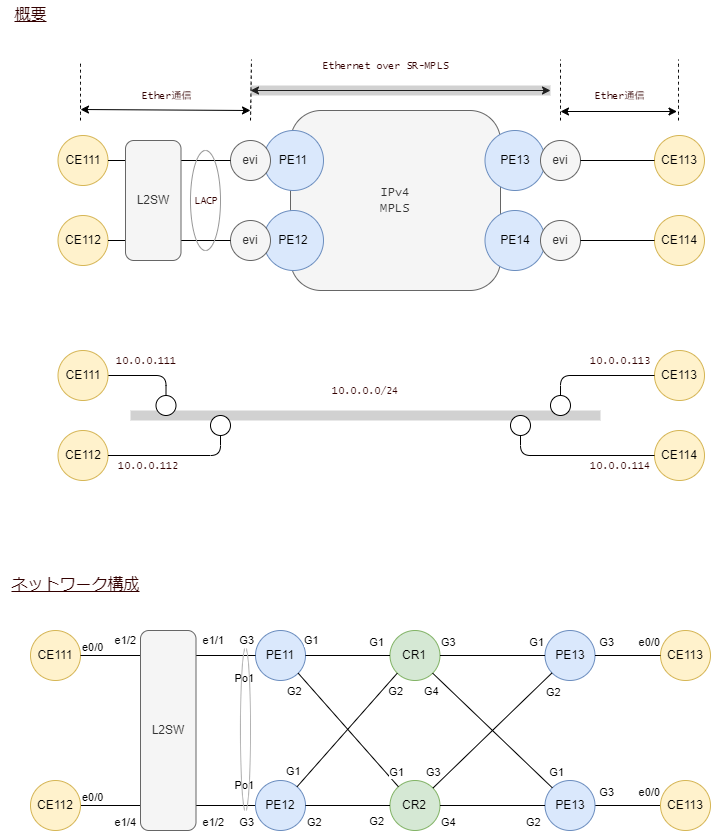 概要
Ethernet over SR-MPLS
Ether通信
Ether通信
CE111
evi
PE11
PE13
evi
CE113
L2SW
LACP
IPv4
MPLS
CE112
evi
PE12
PE14
evi
CE114
10.0.0.111
10.0.0.113
CE111
CE113
10.0.0.0/24
CE112
CE114
10.0.0.112
10.0.0.114
ネットワーク構成
CE111
e0/0
e1/2
e1/1
G3
PE11
G1
G1
CR1
G3
G1
PE13
G3
e0/0
CE113
Po1
G2
G2
G4
G2
L2SW
Po1
G1
G1
G3
G1
CE112
e0/0
e1/4
e1/2
G3
PE12
G2
G2
CR2
G4
G2
PE13
G3
e0/0
CE113